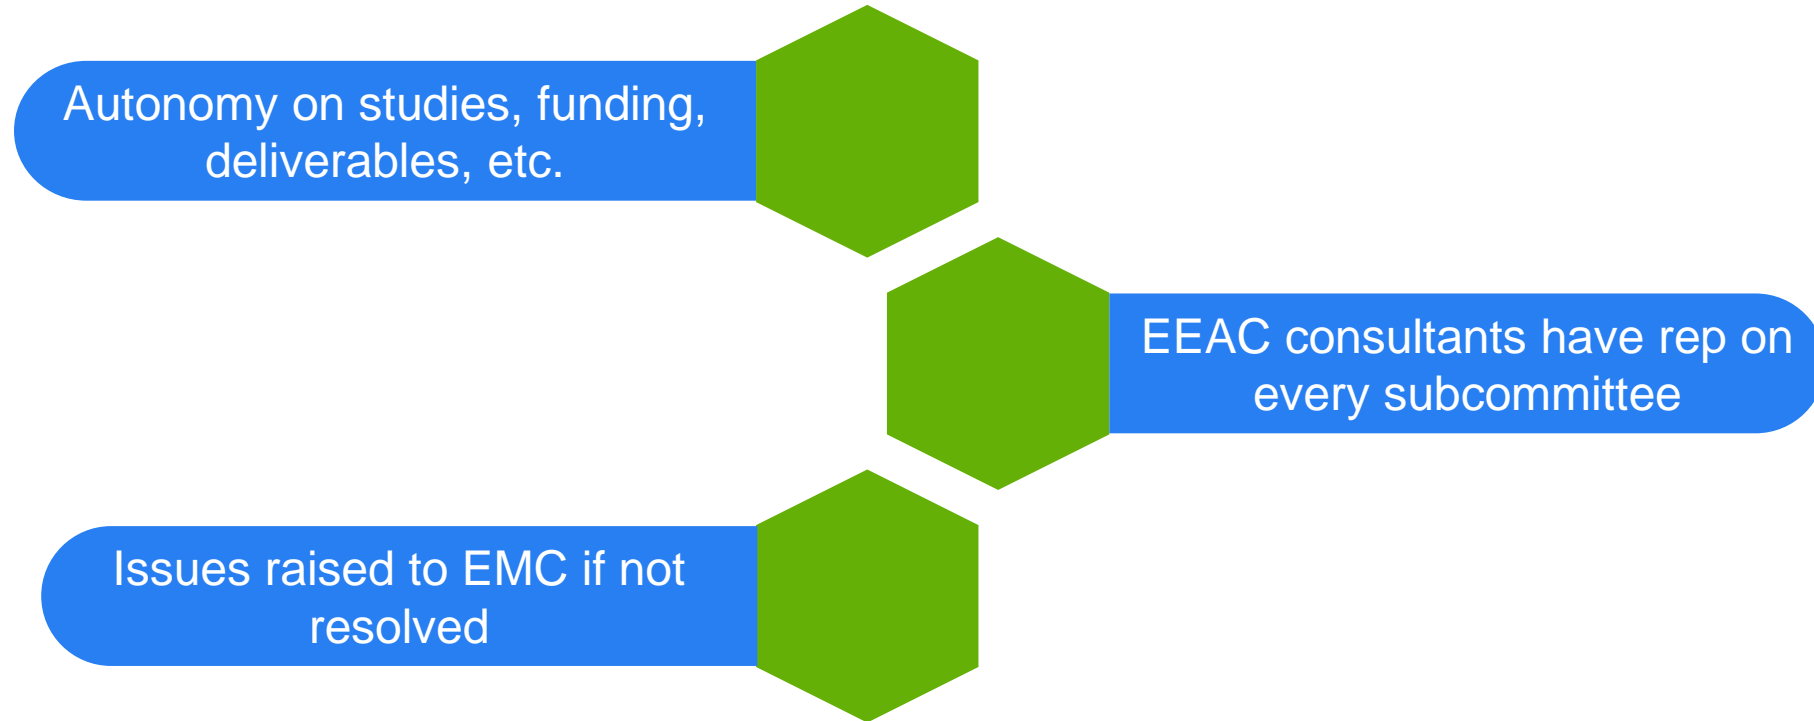 Autonomy on studies, funding,
deliverables, etc.
EEAC consultants have rep on
every subcommittee
Issues raised to EMC if not
resolved